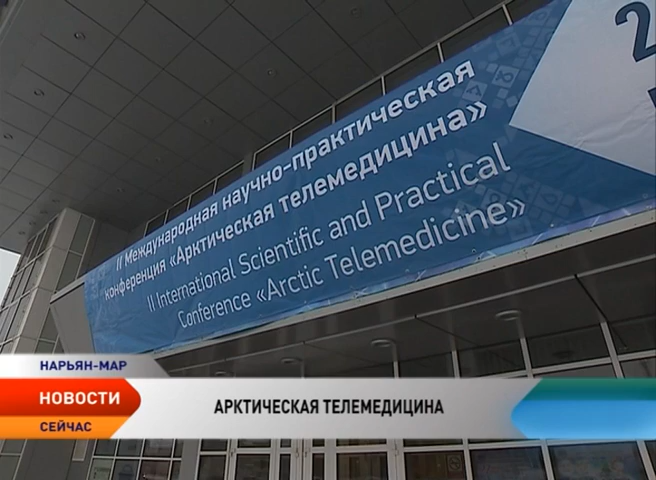 2
II Международная научно-практическая
конференция «Арктическая телемедицина»
II International Scientific and Practical
Conference «Arctic Telemedicine»
НАРЬЯН-МАР
НОВОСТИ
АРКТИЧЕСКАЯ ТЕЛЕМЕДИЦИНА
СЕЙЧАС